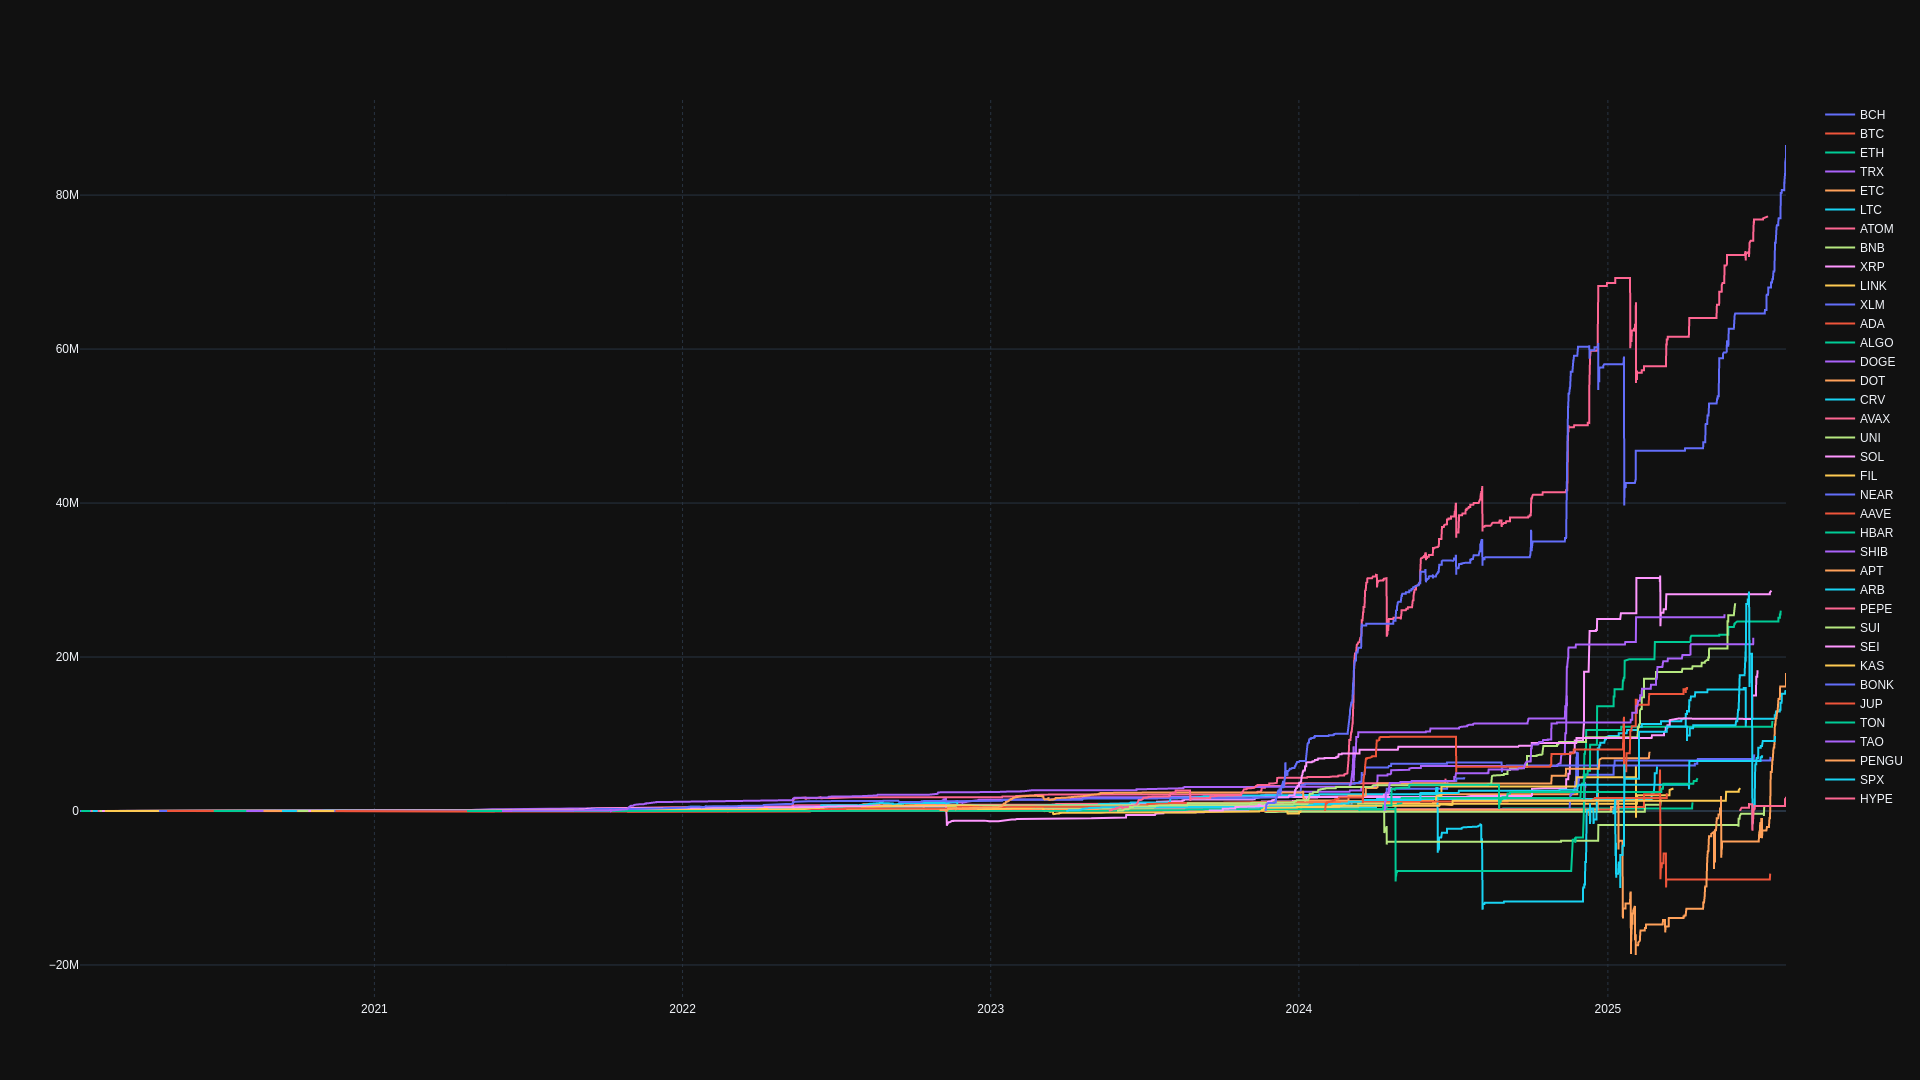 80M
60M
40M
20M
0
−20M
2021
2022
2023
2024
2025
BCH
BTC
ETH
TRX
ETC
LTC
ATOM
BNB
XRP
LINK
XLM
ADA
ALGO
DOGE
DOT
CRV
AVAX
UNI
SOL
FIL
NEAR
AAVE
HBAR
SHIB
APT
ARB
PEPE
SUI
SEI
KAS
BONK
JUP
TON
TAO
PENGU
SPX
HYPE